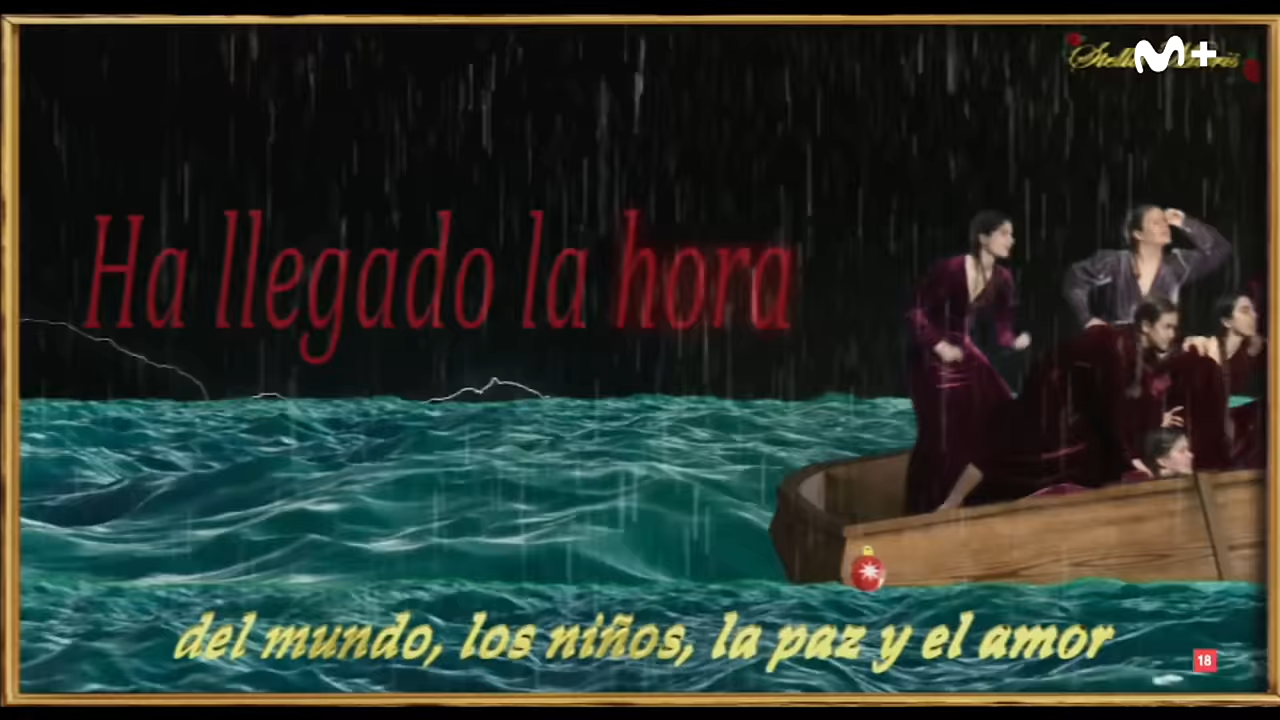 M+
Ha llegado la hora
del mundo, los niños, la paz y el amor
18